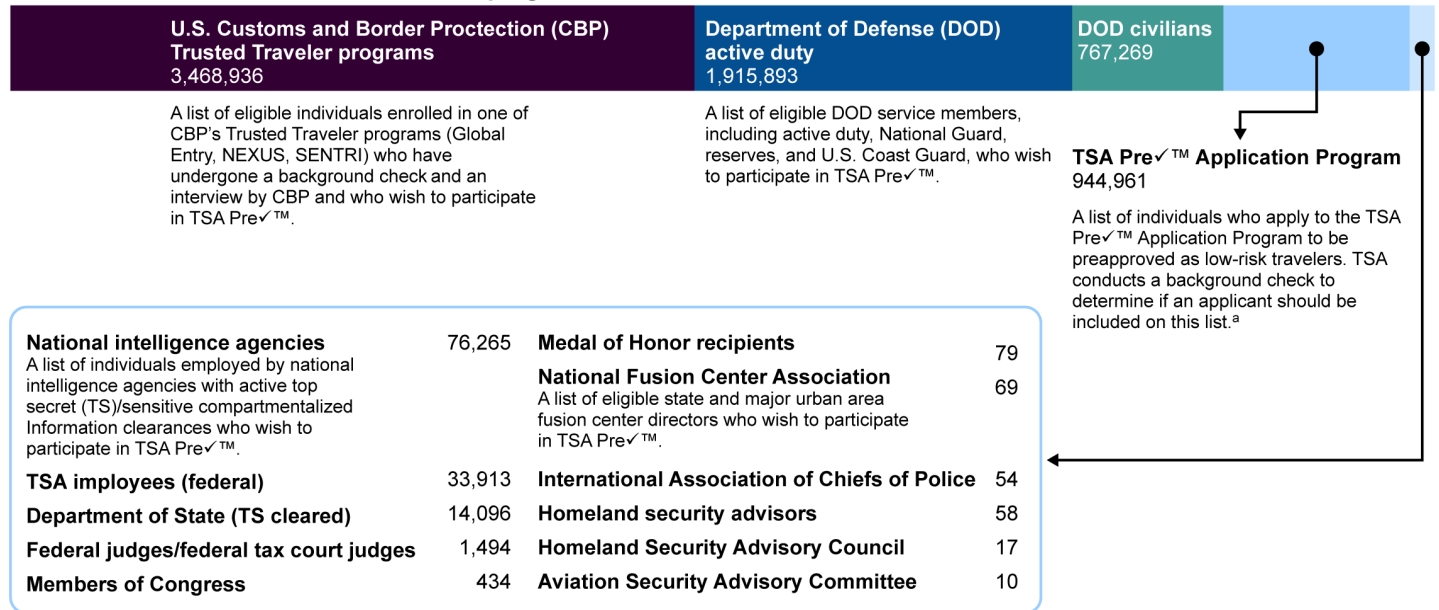 U.S. Customs and Border Proctection (CBP)
Trusted Traveler programs
3,468,936
A list of eligible individuals enrolled in one of
CBP's Trusted Traveler programs (Global
Entry, NEXUS, SENTRI) who have
undergone a background check and an
interview by CBP and who wish to participate
in TSA Pre✓™.
Department of Defense (DOD)
active duty
1,915,893
A list of eligible DOD service members,
including active duty, National Guard,
reserves, and U.S. Coast Guard, who wish
to participate in TSA Pre✓™.
DOD civilians
767,269
TSA Pre✓™ Application Program
944,961
A list of individuals who apply to the TSA
Pre✓™ Application Program to be
preapproved as low-risk travelers. TSA
conducts a background check to
determine if an applicant should be
included on this list.ᵃ
National intelligence agencies 76,265
A list of individuals employed by national
intelligence agencies with active top
secret (TS)/sensitive compartmentalized
Information clearances who wish to
participate in TSA Pre✓™.
TSA imployees (federal) 33,913
Department of State (TS cleared) 14,096
Federal judges/federal tax court judges 1,494
Members of Congress 434
Medal of Honor recipients 79
National Fusion Center Association 69
A list of eligible state and major urban area
fusion center directors who wish to participate
in TSA Pre✓™.
International Association of Chiefs of Police 54
Homeland security advisors 58
Homeland Security Advisory Council 17
Aviation Security Advisory Committee 10